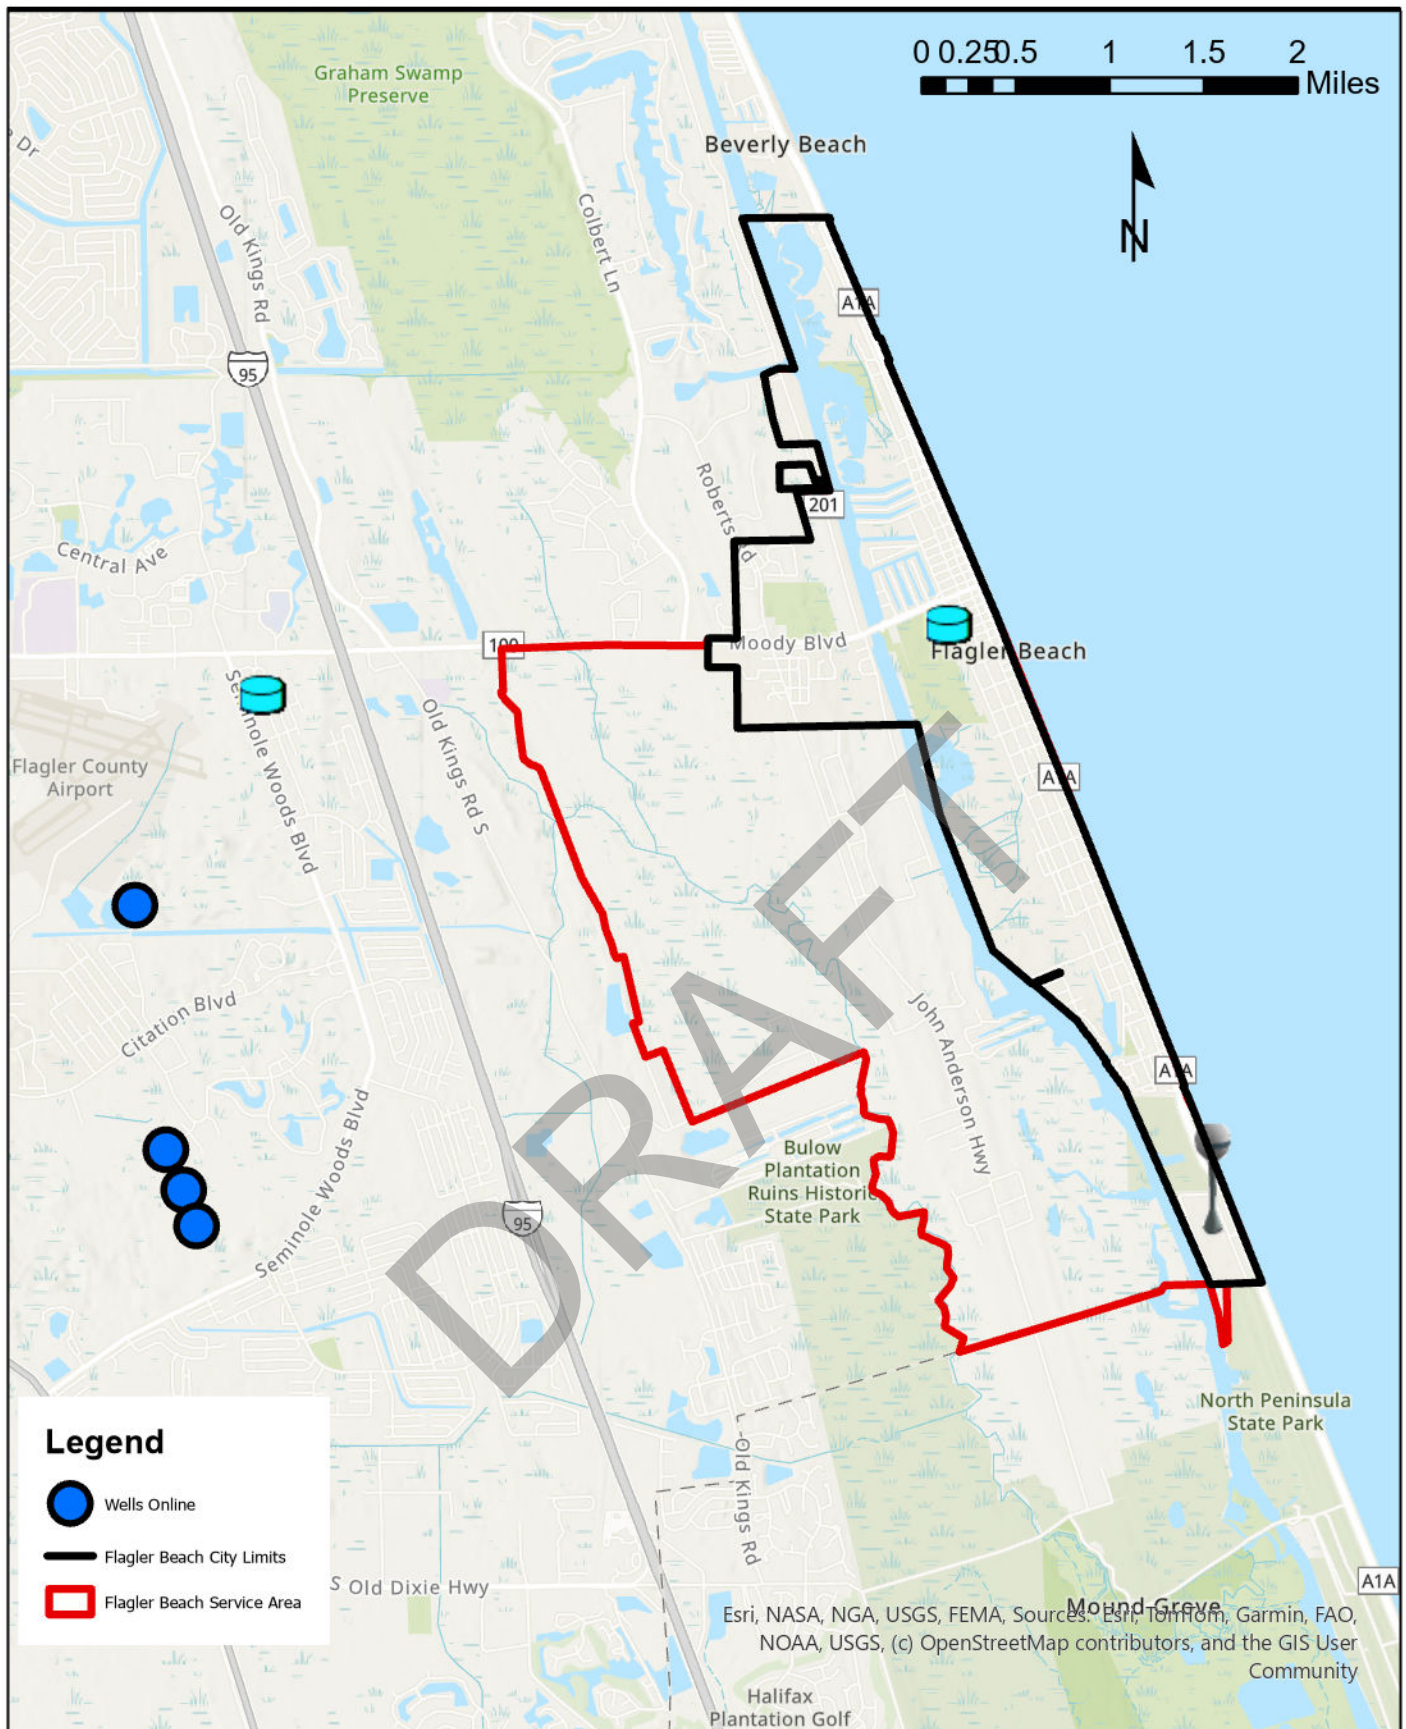 0 0.25 0.5 1 1.5 2
Miles
Graham Swamp
Preserve
Beverly Beach
N
Dr
Old Kings Rd
Colbert Ln
A1A
95
Roberts Rd
201
Central Ave
100
Moody Blvd
Flagler Beach
Seminole Woods Blvd
Old Kings Rd S
Flagler County
Airport
A1A
DRAFT
Citation Blvd
John Anderson Hwy
A1A
Seminole Woods Blvd
Bulow
Plantation
Ruins Historic
State Park
95
North Peninsula
State Park
Old Kings Rd
Legend
Wells Online
Flagler Beach City Limits
Flagler Beach Service Area
S Old Dixie Hwy
A1A
Mound Grove
Esri, NASA, NGA, USGS, FEMA, Sources: Esri, TomTom, Garmin, FAO,
NOAA, USGS, (c) OpenStreetMap contributors, and the GIS User
Community
Halifax
Plantation Golf